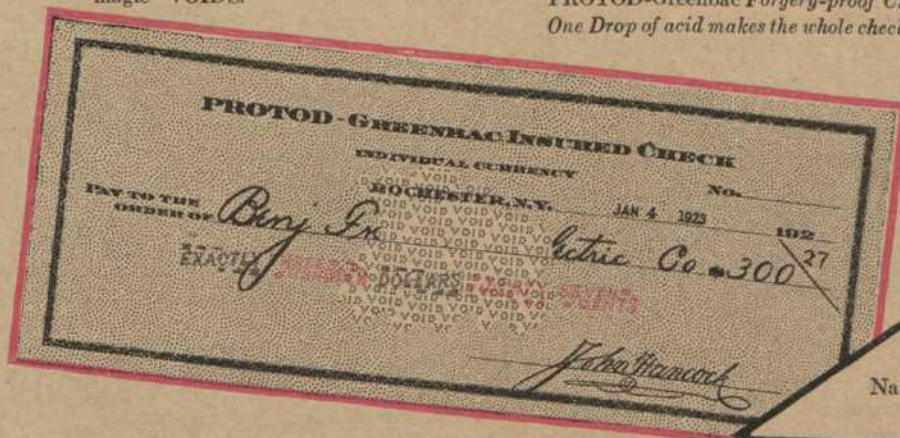 magic "VOIDS.
PROTOD-Greenbac Forgery-proof
One Drop of acid makes the whole check
PROTOD-GREENBAC INSURED CHECK
INDIVIDUAL CURRENCY
ROCHESTER, N.Y. JAN 4 1923 No.
192
PAY TO THE
ORDER OF Benj Fr ectric Co. 300 27
EXACTLY DOLLARS CENTS
VOID VOID VOID VOID
John Hancock
Na